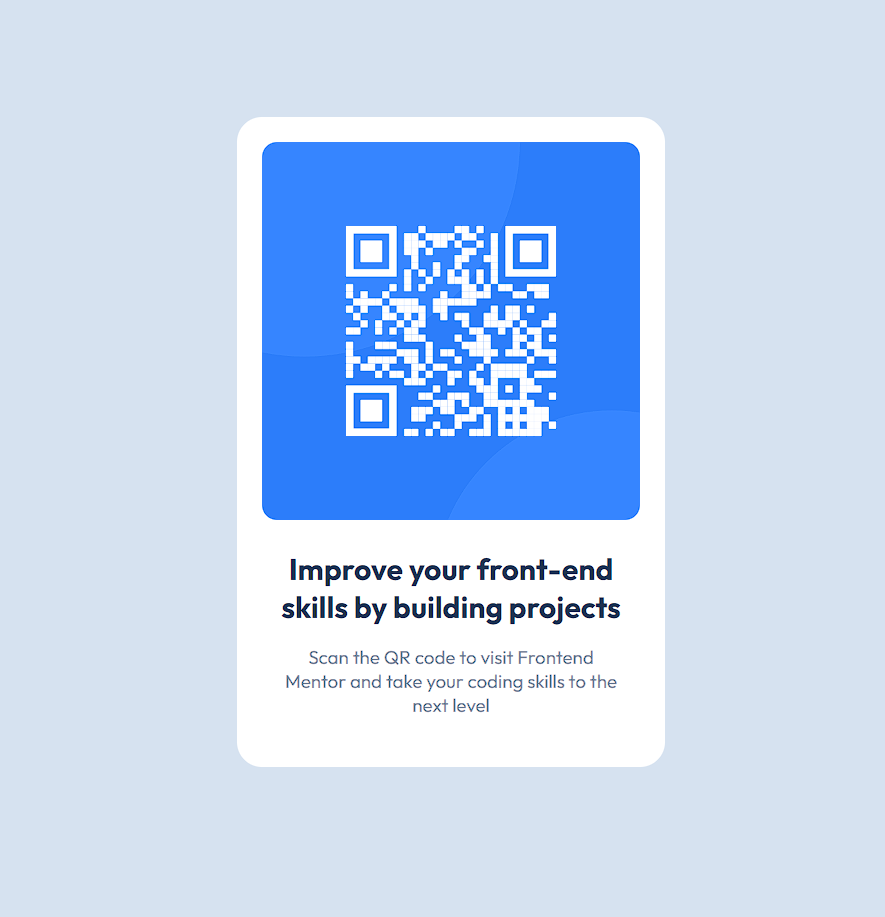 Improve your front-end
skills by building projects
Scan the QR code to visit Frontend
Mentor and take your coding skills to the
next level